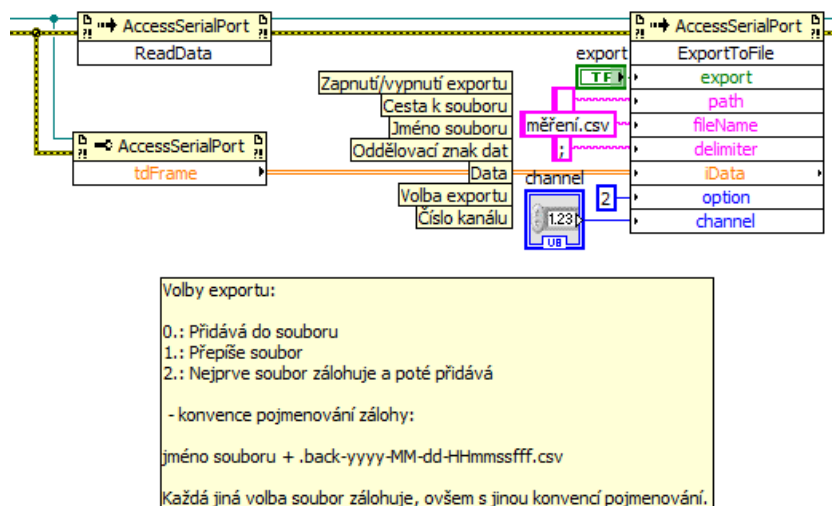 AccessSerialPort
ReadData
AccessSerialPort
ExportToFile
export
export
TF
path
měření.csv
fileName
;
delimiter
iData
2
option
channel
channel
1.23
U8
Zapnutí/vypnutí exportu
Cesta k souboru
Jméno souboru
Oddělovací znak dat
Data
Volba exportu
Číslo kanálu
AccessSerialPort
tdFrame
Volby exportu:
0.: Přidává do souboru
1.: Přepíše soubor
2.: Nejprve soubor zálohuje a poté přidává
- konvence pojmenování zálohy:
jméno souboru + .back-yyyy-MM-dd-HHmmssfff.csv
Každá jiná volba soubor zálohuje, ovšem s jinou konvencí pojmenování.